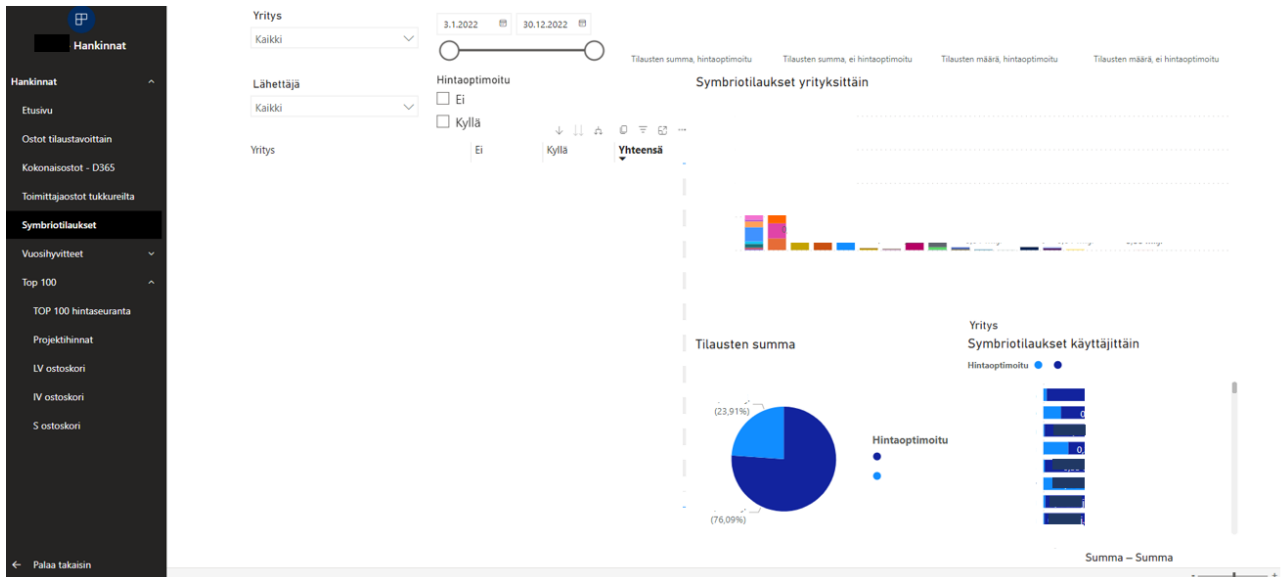 Hankinnat
Hankinnat
Etusivu
Ostot tilaustavoittain
Kokonaisostot - D365
Toimittajaostot tukkureilta
Symbriotilaukset
Vuosihyvitteet
Top 100
TOP 100 hintaseuranta
Projektihinnat
LV ostoskori
IV ostoskori
S ostoskori
Palaa takaisin
Yritys
Kaikki
Lähettäjä
Kaikki
3.1.2022
30.12.2022
Hintaoptimoitu
Ei
Kyllä
Yritys Ei Kyllä Yhteensä
Tilausten summa, hintaoptimoitu
Tilausten summa, ei hintaoptimoitu
Tilausten määrä, hintaoptimoitu
Tilausten määrä, ei hintaoptimoitu
Symbriotilaukset yrityksittäin
Yritys
Tilausten summa
(23,91%)
(76,09%)
Hintaoptimoitu
Symbriotilaukset käyttäjittäin
Hintaoptimoitu
Summa – Summa